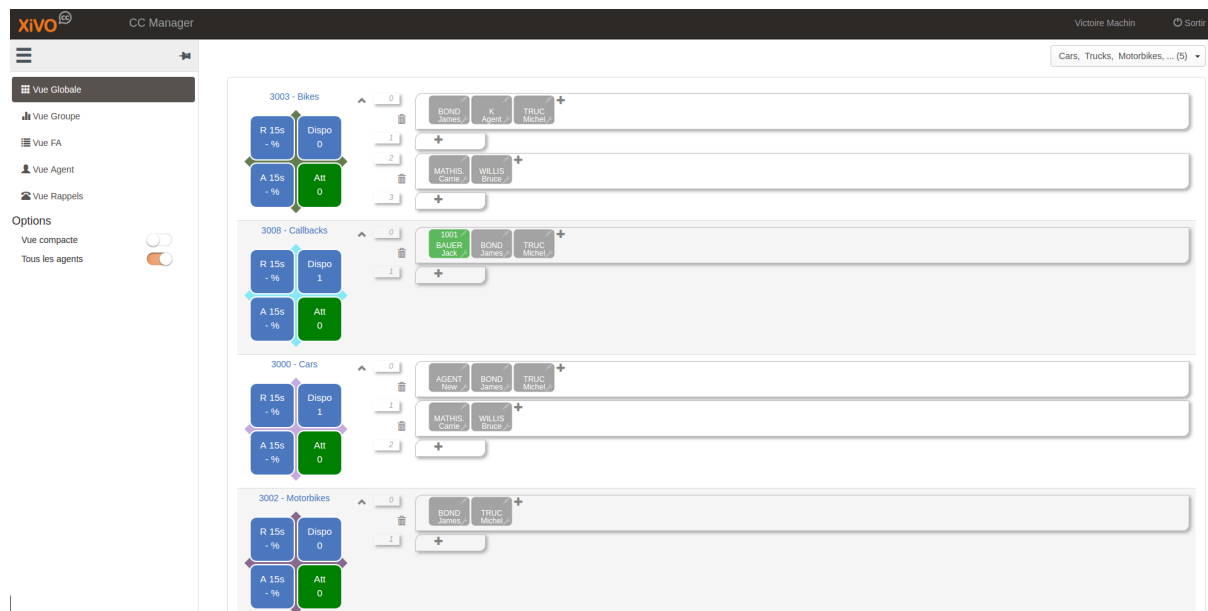 XiVO CC
CC Manager
Victoire Machin
Sortir
Cars, Trucks, Motorbikes, ... (5)
Vue Globale
Vue Groupe
Vue FA
Vue Agent
Vue Rappels
Options
Vue compacte
Tous les agents
3003 - Bikes
R 15s
- %
Dispo
0
A 15s
- %
Att
0
0
BOND
James
K
Agent
TRUC
Michel
1
2
MATHIS.
Carrie
WILLIS
Bruce
3
3008 - Callbacks
R 15s
- %
Dispo
1
A 15s
- %
Att
0
0
1001
BAUER
Jack
BOND
James
TRUC
Michel
1
3000 - Cars
R 15s
- %
Dispo
1
A 15s
- %
Att
0
0
AGENT
New
BOND
James
TRUC
Michel
1
MATHIS.
Carrie
WILLIS
Bruce
2
3002 - Motorbikes
R 15s
- %
Dispo
0
A 15s
- %
Att
0
0
BOND
James
TRUC
Michel
1